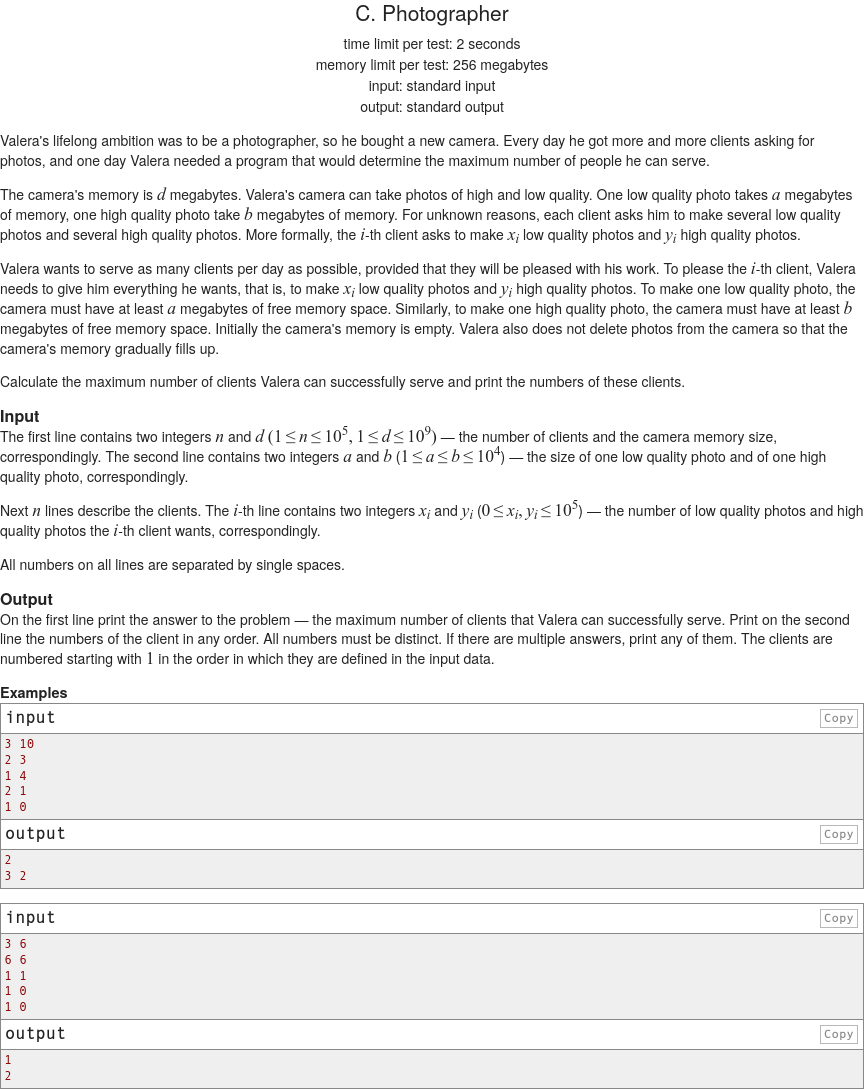 C. Photographer
time limit per test: 2 seconds
memory limit per test: 256 megabytes
input: standard input
output: standard output
Valera's lifelong ambition was to be a photographer, so he bought a new camera. Every day he got more and more clients asking for
photos, and one day Valera needed a program that would determine the maximum number of people he can serve.
The camera's memory is d megabytes. Valera's camera can take photos of high and low quality. One low quality photo takes a megabytes
of memory, one high quality photo take b megabytes of memory. For unknown reasons, each client asks him to make several low quality
photos and several high quality photos. More formally, the i-th client asks to make xi low quality photos and yi high quality photos.
Valera wants to serve as many clients per day as possible, provided that they will be pleased with his work. To please the i-th client, Valera
needs to give him everything he wants, that is, to make xi low quality photos and yi high quality photos. To make one low quality photo, the
camera must have at least a megabytes of free memory space. Similarly, to make one high quality photo, the camera must have at least b
megabytes of free memory space. Initially the camera's memory is empty. Valera also does not delete photos from the camera so that the
camera's memory gradually fills up.
Calculate the maximum number of clients Valera can successfully serve and print the numbers of these clients.
Input
The first line contains two integers n and d (1 ≤ n ≤ 10^5, 1 ≤ d ≤ 10^9) — the number of clients and the camera memory size,
correspondingly. The second line contains two integers a and b (1 ≤ a ≤ b ≤ 10^4) — the size of one low quality photo and of one high
quality photo, correspondingly.
Next n lines describe the clients. The i-th line contains two integers xi and yi (0 ≤ xi, yi ≤ 10^5) — the number of low quality photos and high
quality photos the i-th client wants, correspondingly.
All numbers on all lines are separated by single spaces.
Output
On the first line print the answer to the problem — the maximum number of clients that Valera can successfully serve. Print on the second
line the numbers of the client in any order. All numbers must be distinct. If there are multiple answers, print any of them. The clients are
numbered starting with 1 in the order in which they are defined in the input data.
Examples
input Copy
3 10
2 3
1 4
2 1
1 0
output Copy
2
3 2
input Copy
3 6
6 6
1 1
1 0
1 0
output Copy
1
2